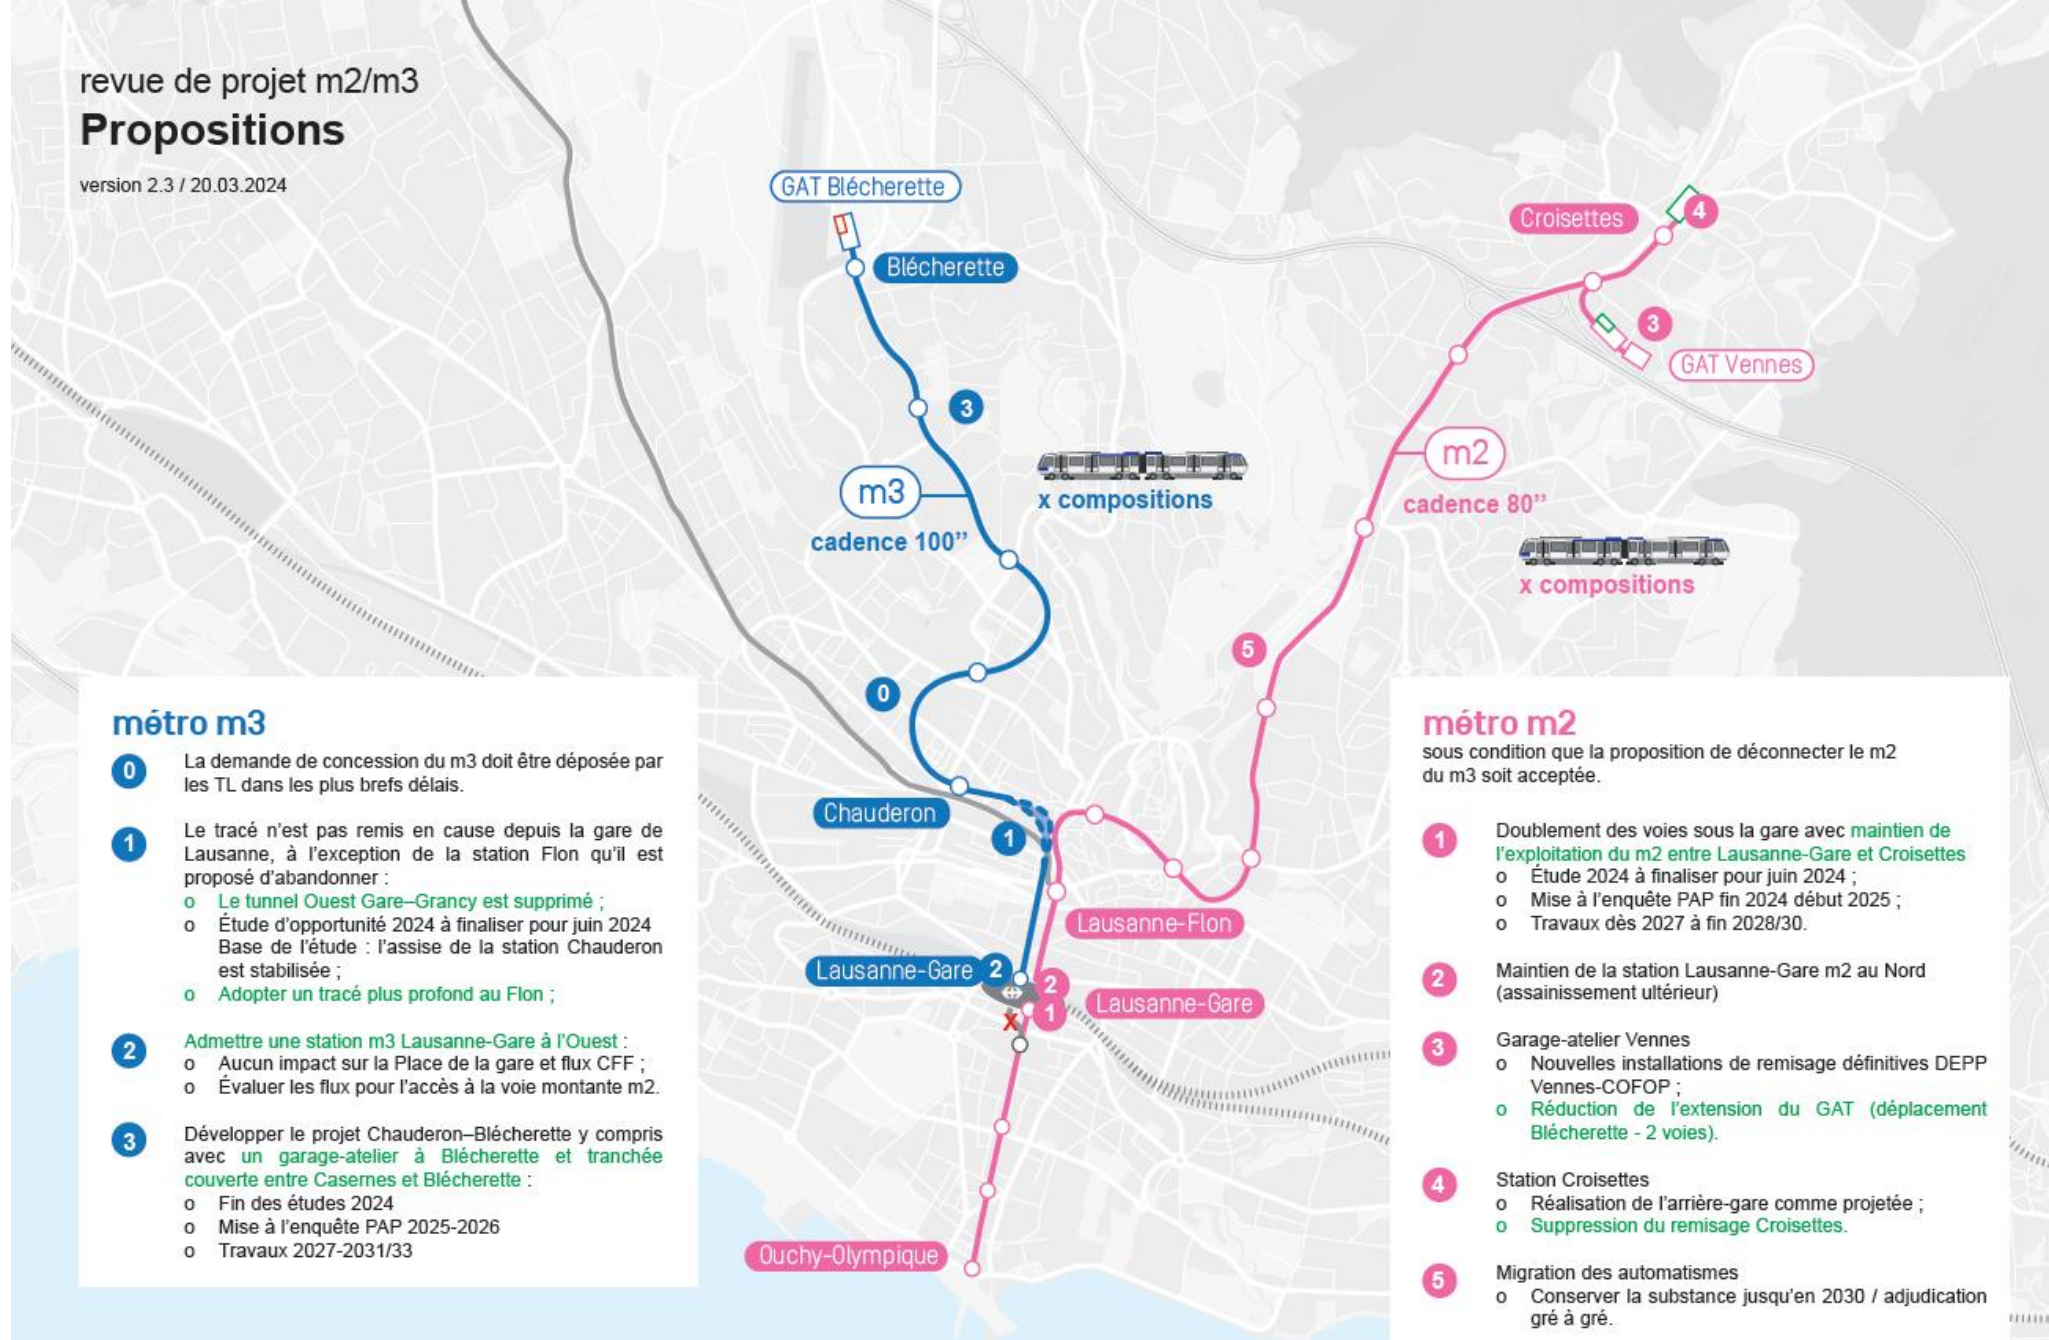 revue de projet m2/m3
Propositions
version 2.3 / 20.03.2024
GAT Blécherette
Blécherette
3
m3
cadence 100’’
x compositions
0
Chauderon
1
Lausanne-Gare 2
Croisettes
4
3
GAT Vennes
m2
cadence 80’’
x compositions
5
Lausanne-Flon
2
Lausanne-Gare
1
X
Ouchy-Olympique
métro m3
0
La demande de concession du m3 doit être déposée par
les TL dans les plus brefs délais.
1
Le tracé n’est pas remis en cause depuis la gare de
Lausanne, à l’exception de la station Flon qu’il est
proposé d’abandonner :
o Le tunnel Ouest Gare–Grancy est supprimé ;
o Étude d’opportunité 2024 à finaliser pour juin 2024
Base de l’étude : l’assise de la station Chauderon
est stabilisée ;
o Adopter un tracé plus profond au Flon ;
2
Admettre une station m3 Lausanne-Gare à l’Ouest :
o Aucun impact sur la Place de la gare et flux CFF ;
o Évaluer les flux pour l’accès à la voie montante m2.
3
Développer le projet Chauderon–Blécherette y compris
avec un garage-atelier à Blécherette et tranchée
couverte entre Casernes et Blécherette :
o Fin des études 2024
o Mise à l’enquête PAP 2025-2026
o Travaux 2027-2031/33
métro m2
sous condition que la proposition de déconnecter le m2
du m3 soit acceptée.
1
Doublement des voies sous la gare avec maintien de
l’exploitation du m2 entre Lausanne-Gare et Croisettes
o Étude 2024 à finaliser pour juin 2024 ;
o Mise à l’enquête PAP fin 2024 début 2025 ;
o Travaux dès 2027 à fin 2028/30.
2
Maintien de la station Lausanne-Gare m2 au Nord
(assainissement ultérieur)
3
Garage-atelier Vennes
o Nouvelles installations de remisage définitives DEPP
Vennes-COFOP ;
o Réduction de l’extension du GAT (déplacement
Blécherette - 2 voies).
4
Station Croisettes
o Réalisation de l’arrière-gare comme projetée ;
o Suppression du remisage Croisettes.
5
Migration des automatismes
o Conserver la substance jusqu’en 2030 / adjudication
gré à gré.